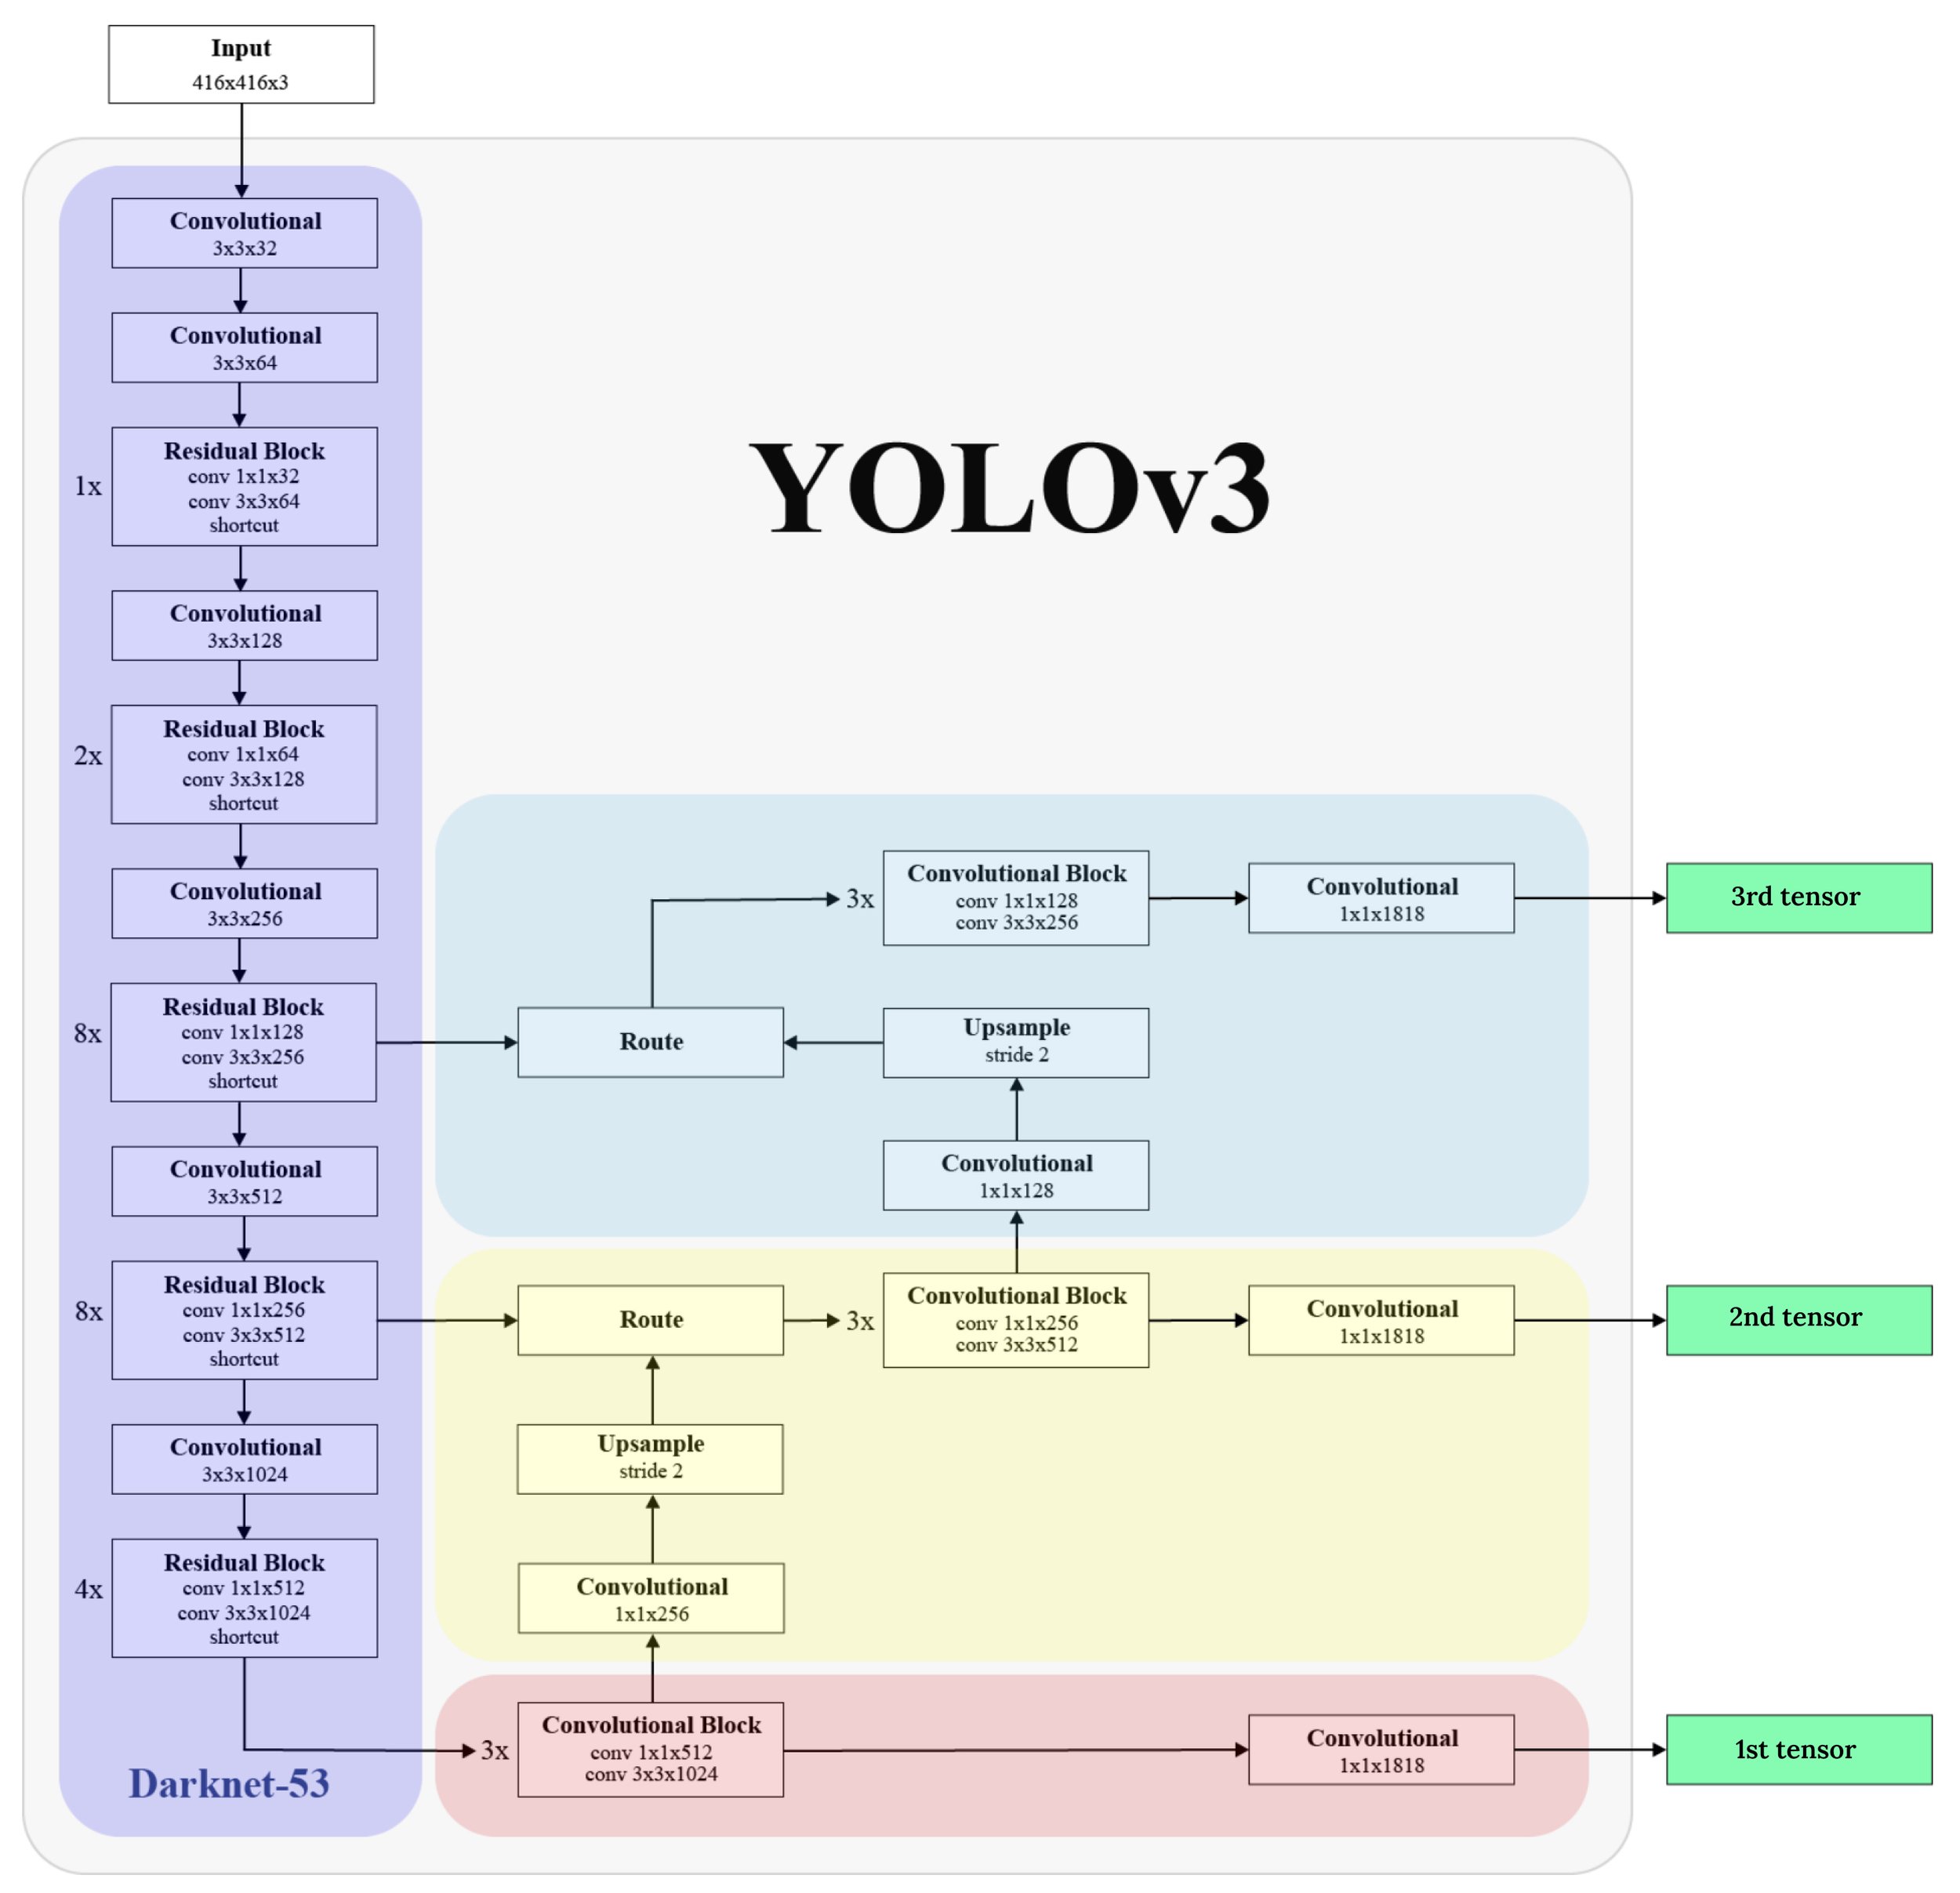 Input
416x416x3
Convolutional
3x3x32
Convolutional
3x3x64
1x
Residual Block
conv 1x1x32
conv 3x3x64
shortcut
YOLOv3
Convolutional
3x3x128
2x
Residual Block
conv 1x1x64
conv 3x3x128
shortcut
Convolutional
3x3x256
8x
Residual Block
conv 1x1x128
conv 3x3x256
shortcut
Convolutional
3x3x512
8x
Residual Block
conv 1x1x256
conv 3x3x512
shortcut
Convolutional
3x3x1024
4x
Residual Block
conv 1x1x512
conv 3x3x1024
shortcut
Darknet-53
3x
Convolutional Block
conv 1x1x128
conv 3x3x256
Convolutional
1x1x1818
3rd tensor
Route
Upsample
stride 2
Convolutional
1x1x128
Route
3x
Convolutional Block
conv 1x1x256
conv 3x3x512
Convolutional
1x1x1818
2nd tensor
Upsample
stride 2
Convolutional
1x1x256
3x
Convolutional Block
conv 1x1x512
conv 3x3x1024
Convolutional
1x1x1818
1st tensor